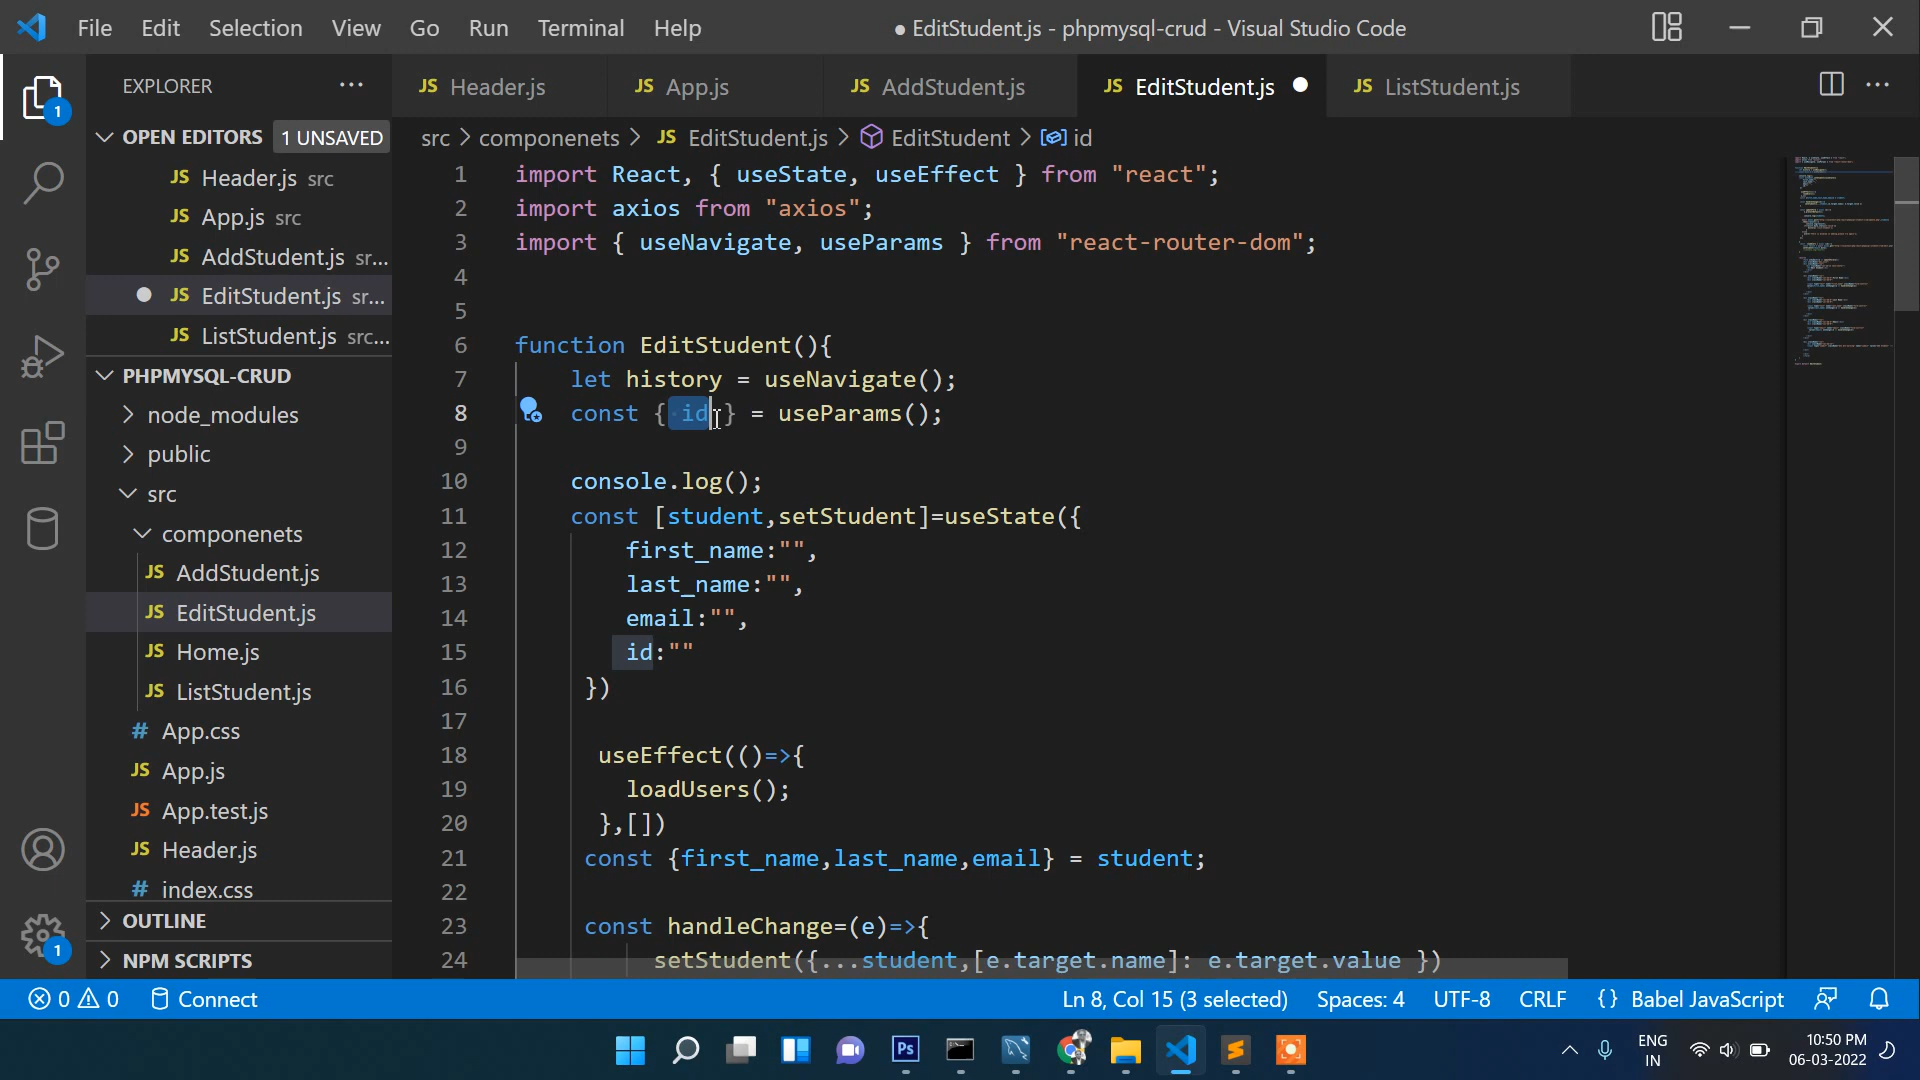 File Edit Selection View Go Run Terminal Help
● EditStudent.js - phpmysql-crud - Visual Studio Code
EXPLORER
JS Header.js
JS App.js
JS AddStudent.js
JS EditStudent.js
JS ListStudent.js
OPEN EDITORS 1 UNSAVED
src > componenets > JS EditStudent.js > EditStudent > id
JS Header.js src
JS App.js src
JS AddStudent.js sr...
JS EditStudent.js sr...
JS ListStudent.js src...
PHPMYSQL-CRUD
node_modules
public
src
componenets
JS AddStudent.js
JS EditStudent.js
JS Home.js
JS ListStudent.js
# App.css
JS App.js
JS App.test.js
JS Header.js
# index.css
OUTLINE
NPM SCRIPTS
1
1
1 import React, { useState, useEffect } from "react";
2 import axios from "axios";
3 import { useNavigate, useParams } from "react-router-dom";
4
5
6 function EditStudent(){
7 let history = useNavigate();
8 const { id } = useParams();
9
10 console.log();
11 const [student,setStudent]=useState({
12 first_name:"",
13 last_name:"",
14 email:"",
15 id:""
16 })
17
18 useEffect(()=>{
19 loadUsers();
20 },[])
21 const {first_name,last_name,email} = student;
22
23 const handleChange=(e)=>{
24 setStudent({...student,[e.target.name]: e.target.value })
0 0 Connect
Ln 8, Col 15 (3 selected) Spaces: 4 UTF-8 CRLF {} Babel JavaScript
Ps
ENG
IN
10:50 PM
06-03-2022